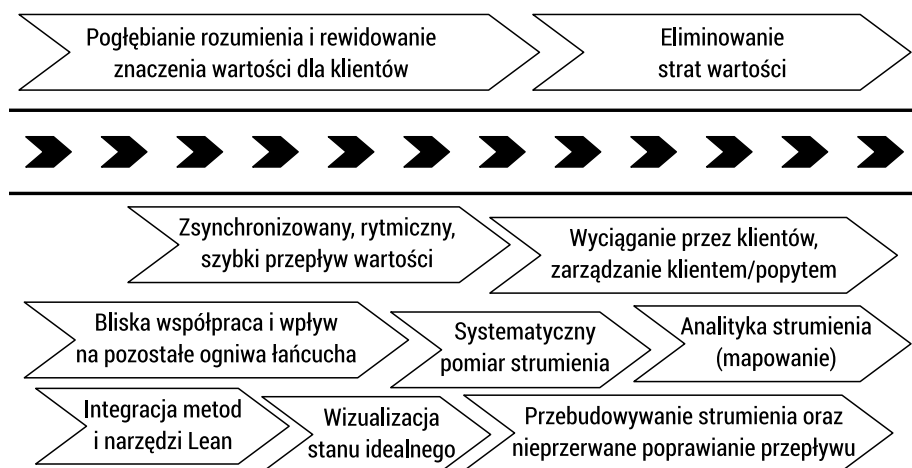 Pogłębianie rozumienia i rewidowanie
znaczenia wartości dla klientów
Eliminowanie
strat wartości
Zsynchronizowany, rytmiczny,
szybki przepływ wartości
Wyciąganie przez klientów,
zarządzanie klientem/popytem
Bliska współpraca i wpływ
na pozostałe ogniwa łańcucha
Systematyczny
pomiar strumienia
Analityka strumienia
(mapowanie)
Integracja metod
i narzędzi Lean
Wizualizacja
stanu idealnego
Przebudowywanie strumienia oraz
nieprzerwane poprawianie przepływu